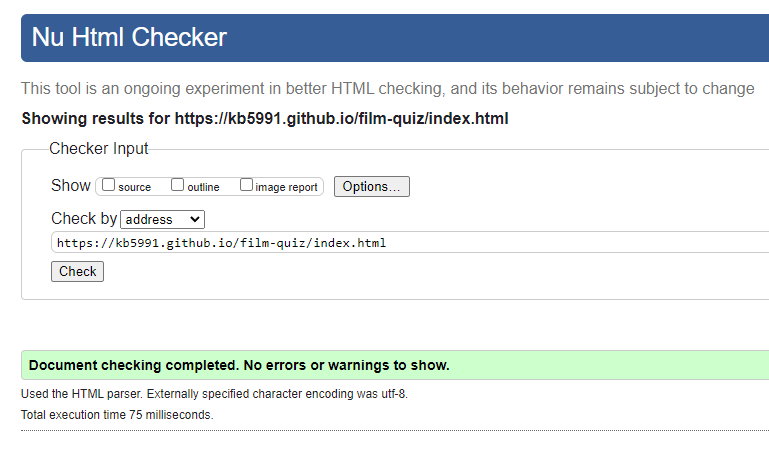 Nu Html Checker
This tool is an ongoing experiment in better HTML checking, and its behavior remains subject to change
Showing results for https://kb5991.github.io/film-quiz/index.html
Checker Input
Show source outline image report Options...
Check by address
https://kb5991.github.io/film-quiz/index.html
Check
Document checking completed. No errors or warnings to show.
Used the HTML parser. Externally specified character encoding was utf-8.
Total execution time 75 milliseconds.